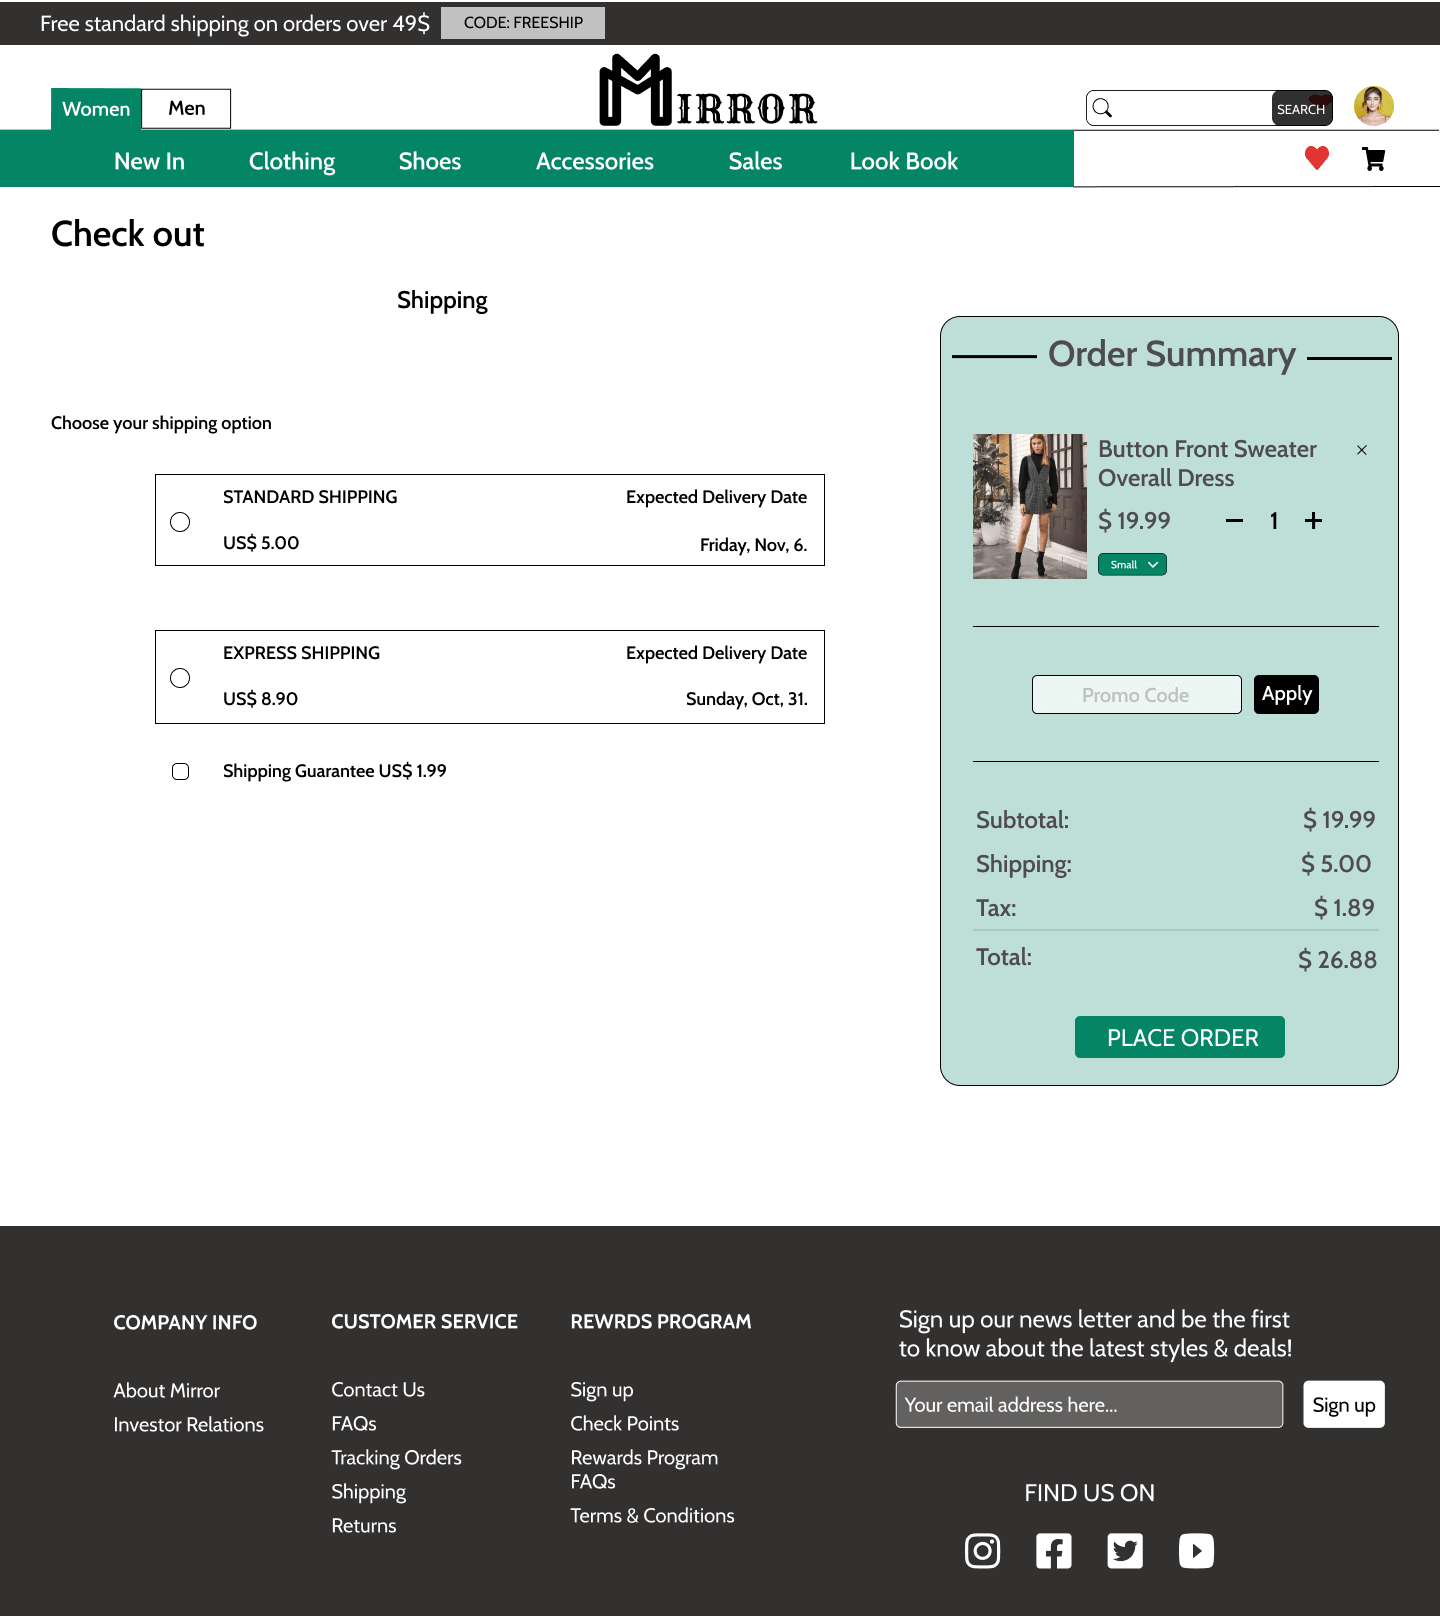 Free standard shipping on orders over 49$
CODE: FREESHIP
Women
Men
MIRROR
SEARCH
New In
Clothing
Shoes
Accessories
Sales
Look Book
Check out
Shipping
Choose your shipping option
STANDARD SHIPPING
Expected Delivery Date
US$ 5.00
Friday, Nov, 6.
EXPRESS SHIPPING
Expected Delivery Date
US$ 8.90
Sunday, Oct, 31.
Shipping Guarantee US$ 1.99
Order Summary
Button Front Sweater
Overall Dress
$ 19.99
1
Small
Promo Code
Apply
Subtotal:
$ 19.99
Shipping:
$ 5.00
Tax:
$ 1.89
Total:
$ 26.88
PLACE ORDER
COMPANY INFO
About Mirror
Investor Relations
CUSTOMER SERVICE
Contact Us
FAQs
Tracking Orders
Shipping
Returns
REWRDS PROGRAM
Sign up
Check Points
Rewards Program
FAQs
Terms & Conditions
Sign up our news letter and be the first
to know about the latest styles & deals!
Your email address here...
Sign up
FIND US ON